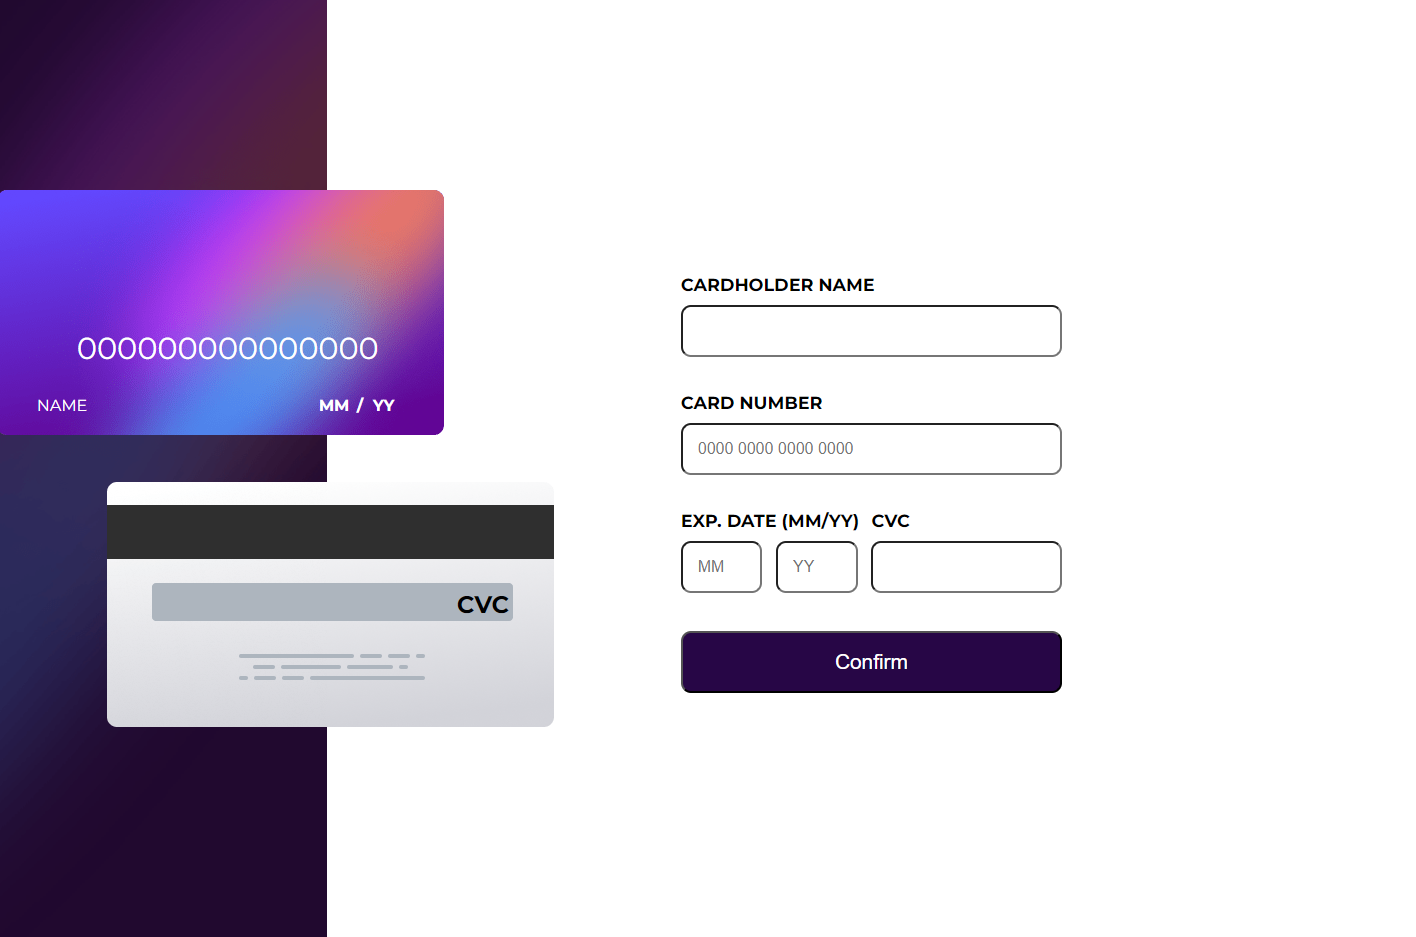 000000000000000
NAME
MM / YY
CVC
CARDHOLDER NAME
CARD NUMBER
0000 0000 0000 0000
EXP. DATE (MM/YY) CVC
MM YY
Confirm